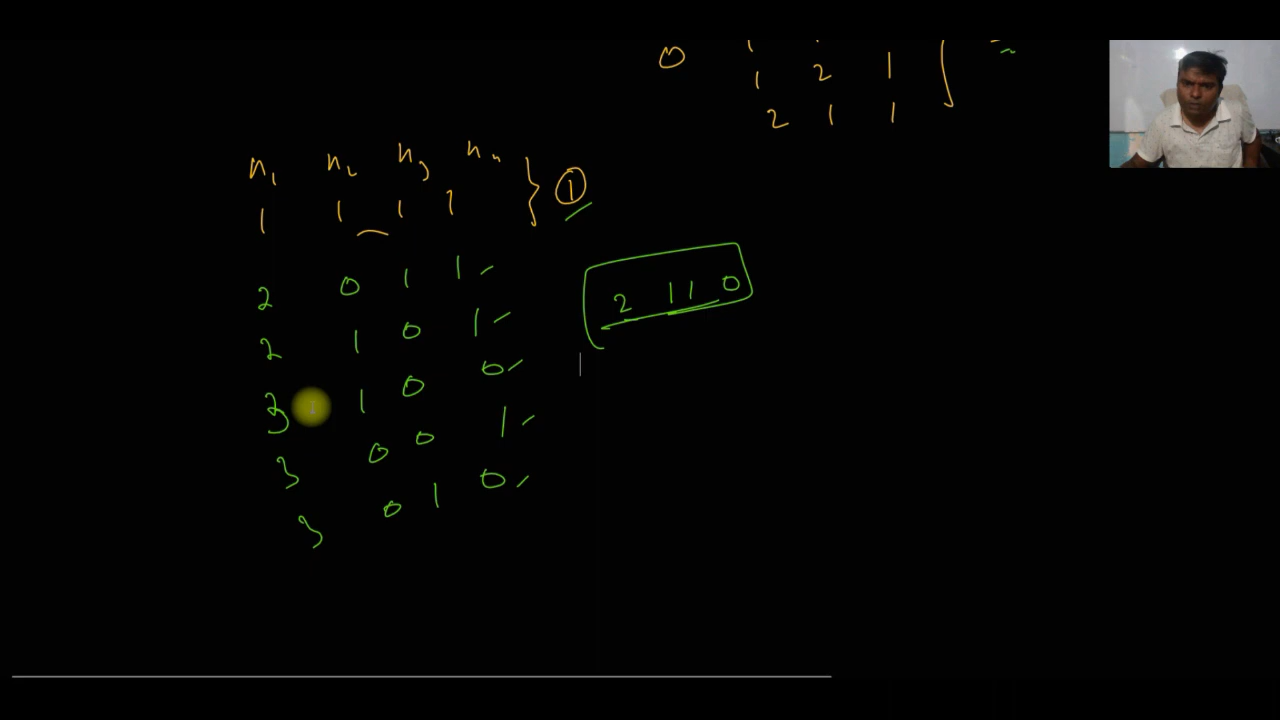 0 1
1 2 1
2 1 1
n₁ n₂ n₃ n₄
1 1 1 1 } ①
2 0 1 1
2 1 1 0
2 1 0 1
3 1 0 0
3 0 0 1
3 0 1 0